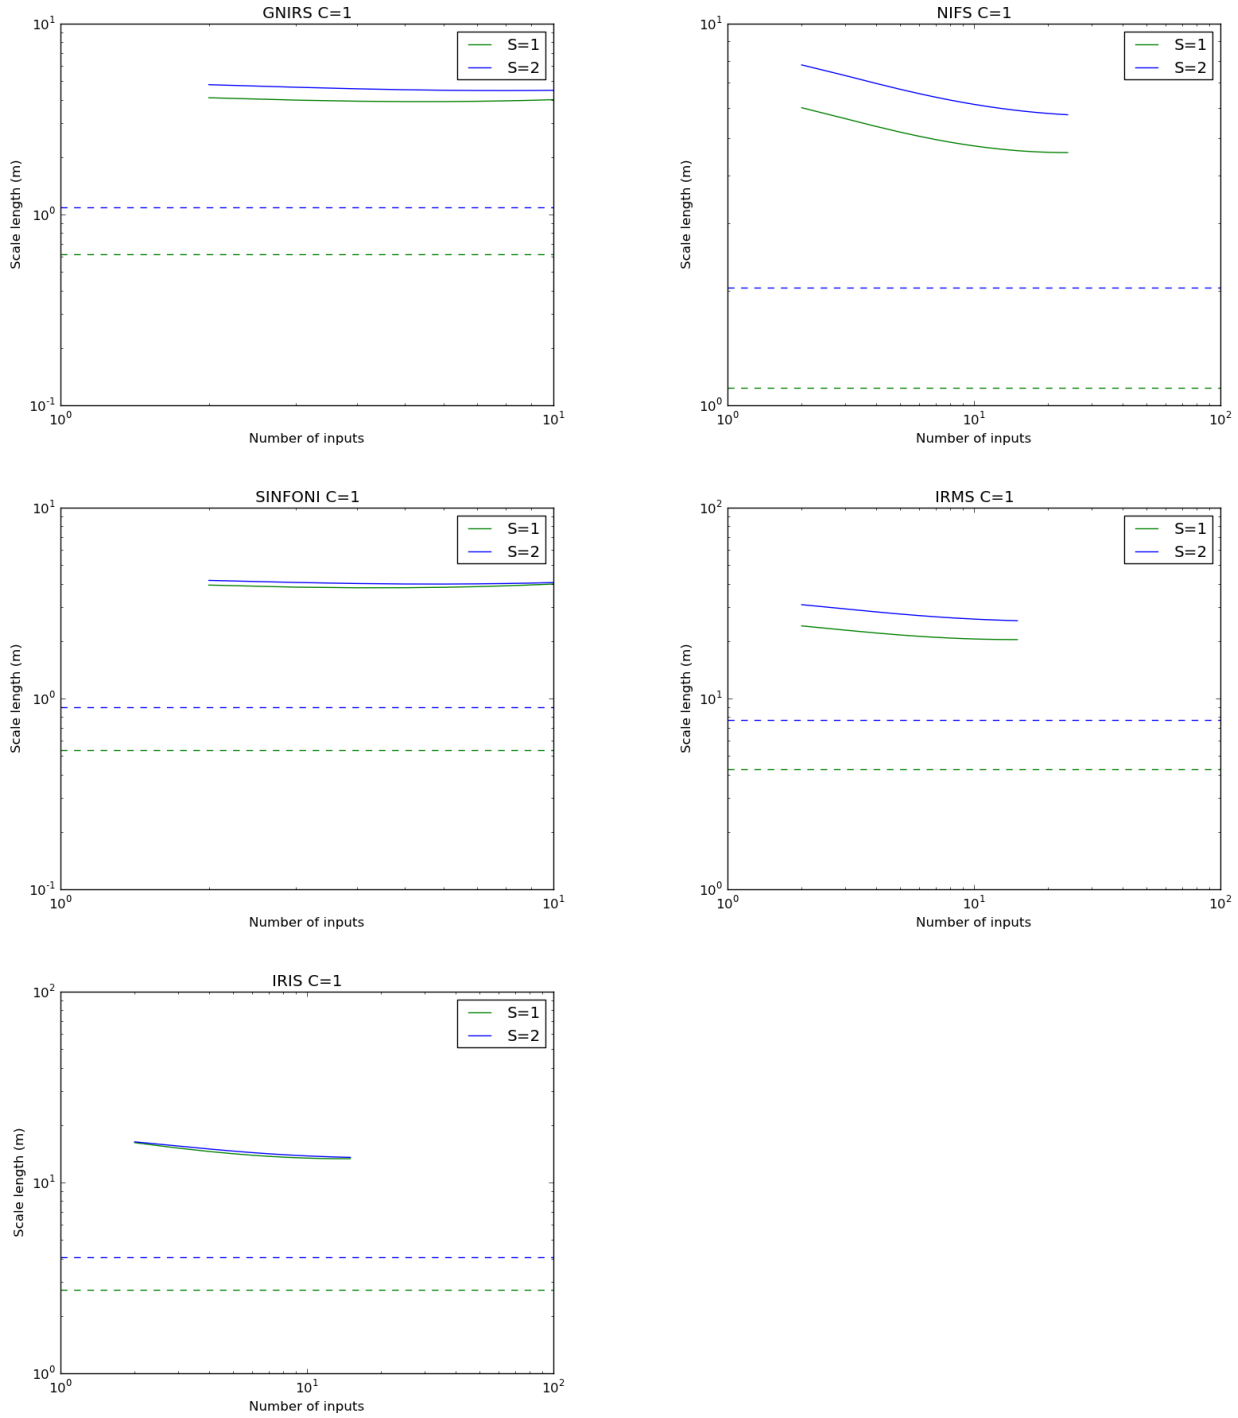 GNIRS C=1
10^1
10^0
10^-1
Scale length (m)
S=1
S=2
10^0
10^1
Number of inputs
NIFS C=1
10^1
10^0
Scale length (m)
S=1
S=2
10^0
10^1
10^2
Number of inputs
SINFONI C=1
10^1
10^0
10^-1
Scale length (m)
S=1
S=2
10^0
10^1
Number of inputs
IRMS C=1
10^2
10^1
10^0
Scale length (m)
S=1
S=2
10^0
10^1
10^2
Number of inputs
IRIS C=1
10^2
10^1
10^0
Scale length (m)
S=1
S=2
10^0
10^1
10^2
Number of inputs